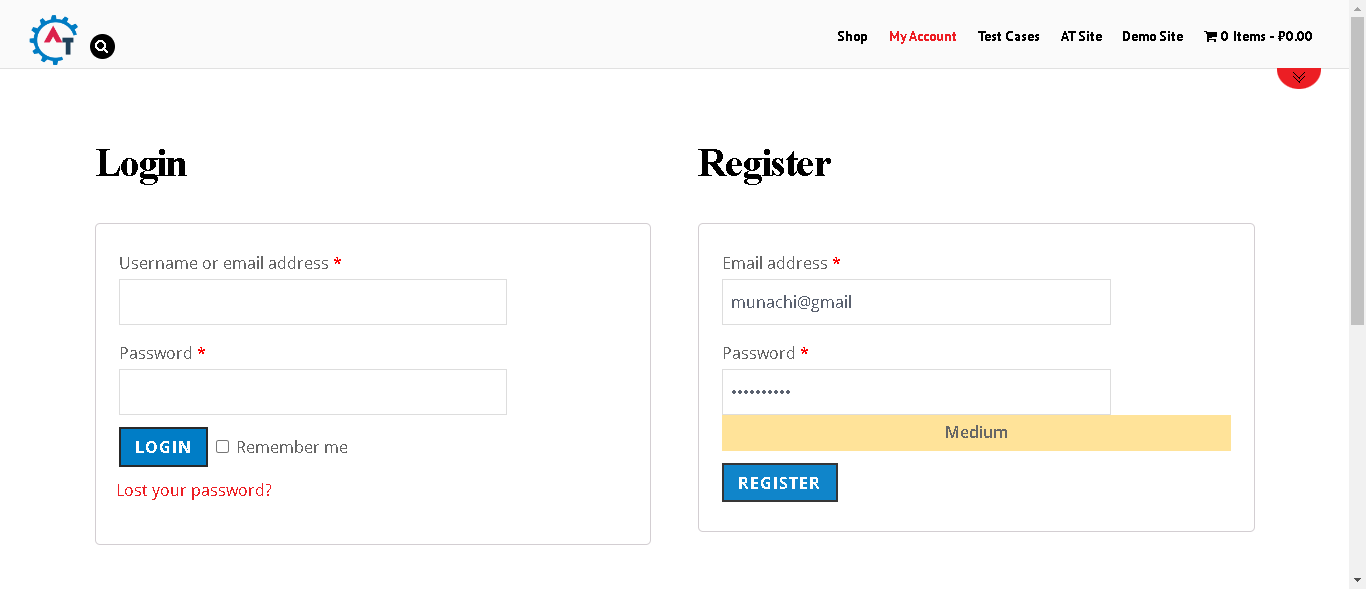 AT
Shop My Account Test Cases AT Site Demo Site 0 Items - ₽0.00
Login
Username or email address *
Password *
LOGIN Remember me
Lost your password?
Register
Email address *
munachi@gmail
Password *
••••••••••
Medium
REGISTER